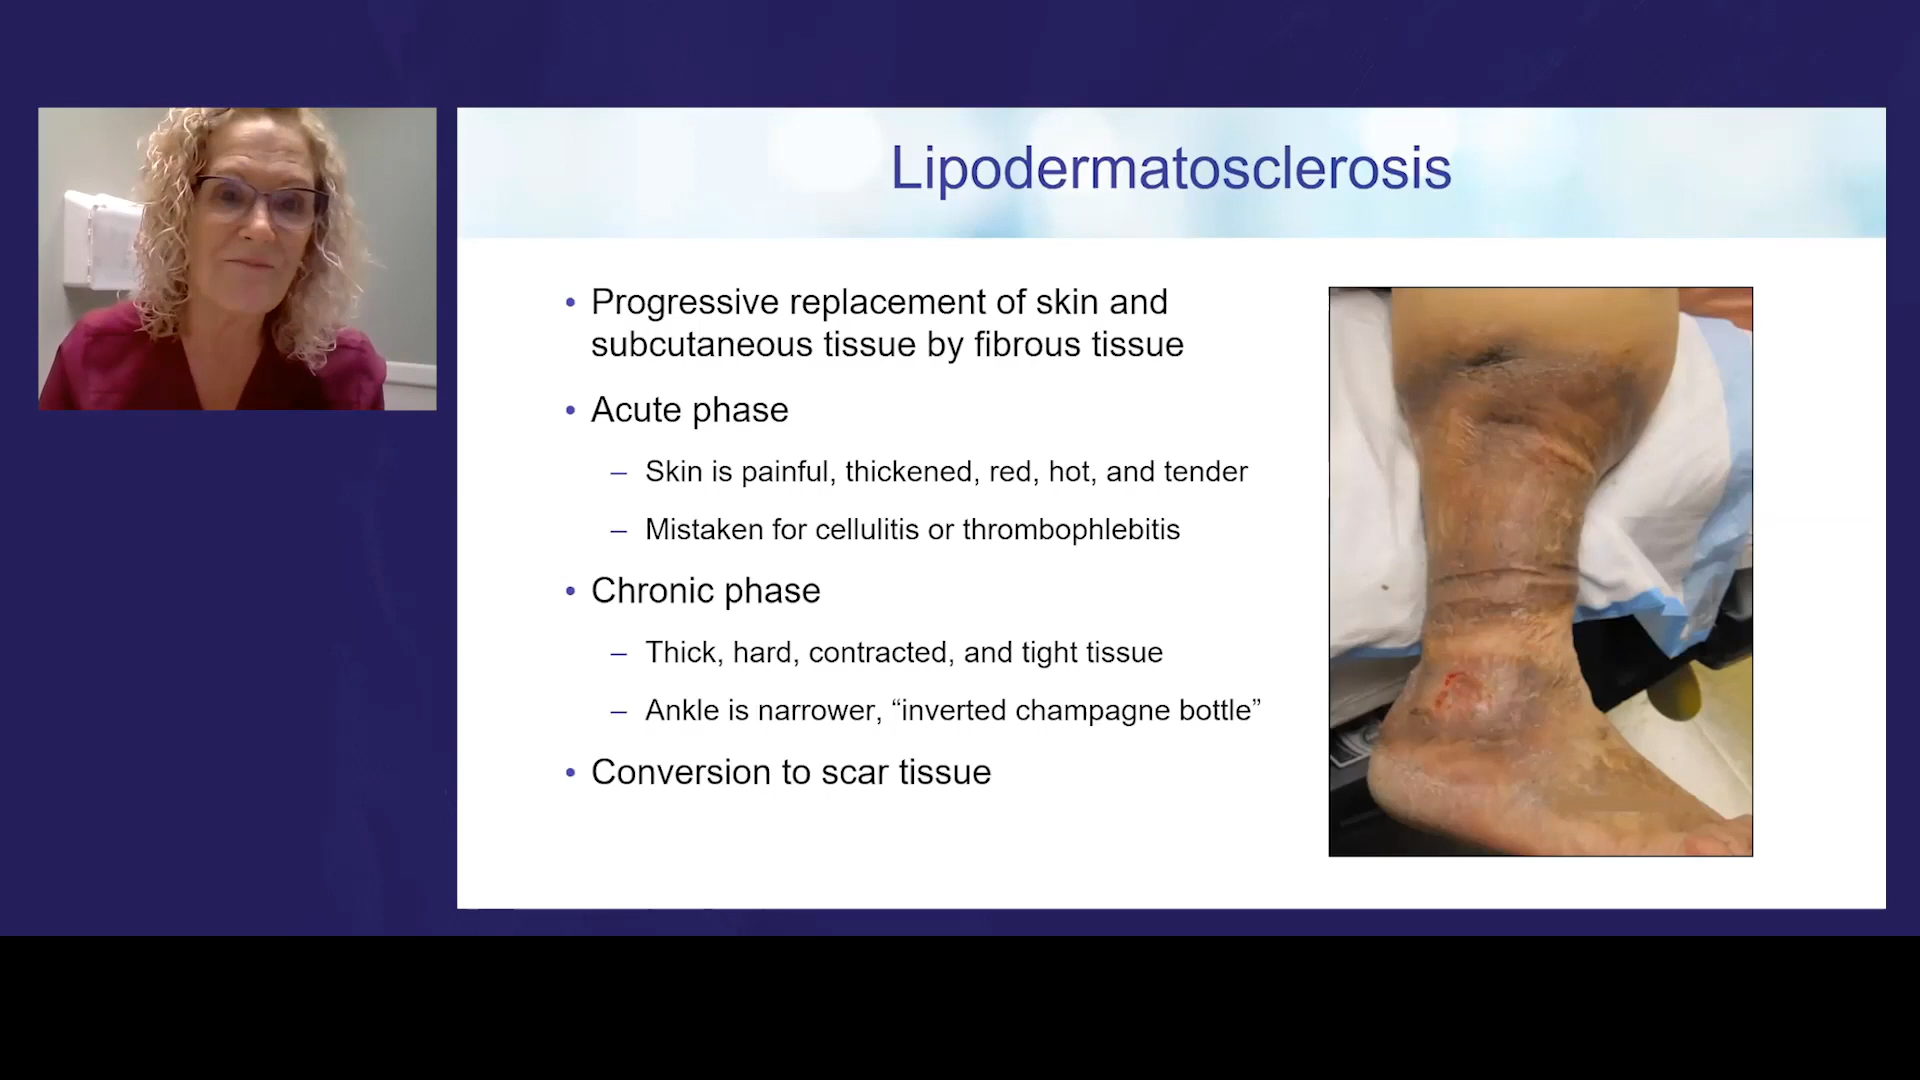 Lipodermatosclerosis
• Progressive replacement of skin and
subcutaneous tissue by fibrous tissue
• Acute phase
– Skin is painful, thickened, red, hot, and tender
– Mistaken for cellulitis or thrombophlebitis
• Chronic phase
– Thick, hard, contracted, and tight tissue
– Ankle is narrower, “inverted champagne bottle”
• Conversion to scar tissue